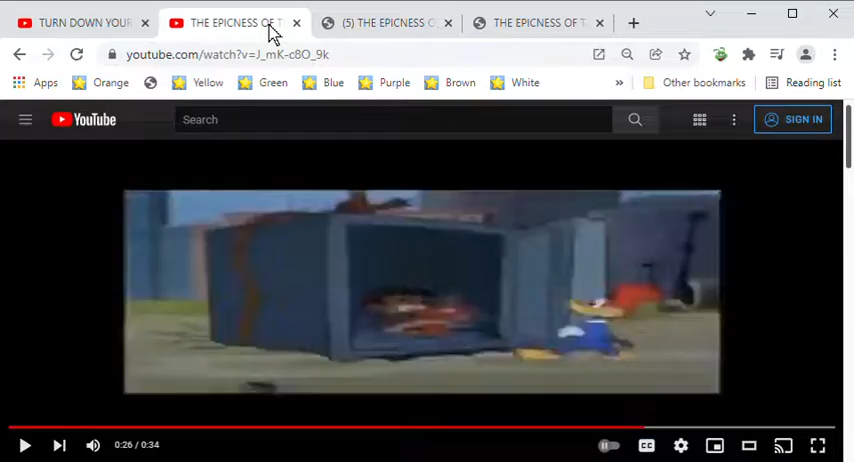 TURN DOWN YOUR
THE EPICNESS OF T
(5) THE EPICNESS O
THE EPICNESS OF T
youtube.com/watch?v=J_mK-c8O_9k
Apps Orange Yellow Green Blue Purple Brown White » Other bookmarks Reading list
YouTube Search SIGN IN
0:26 / 0:34 CC